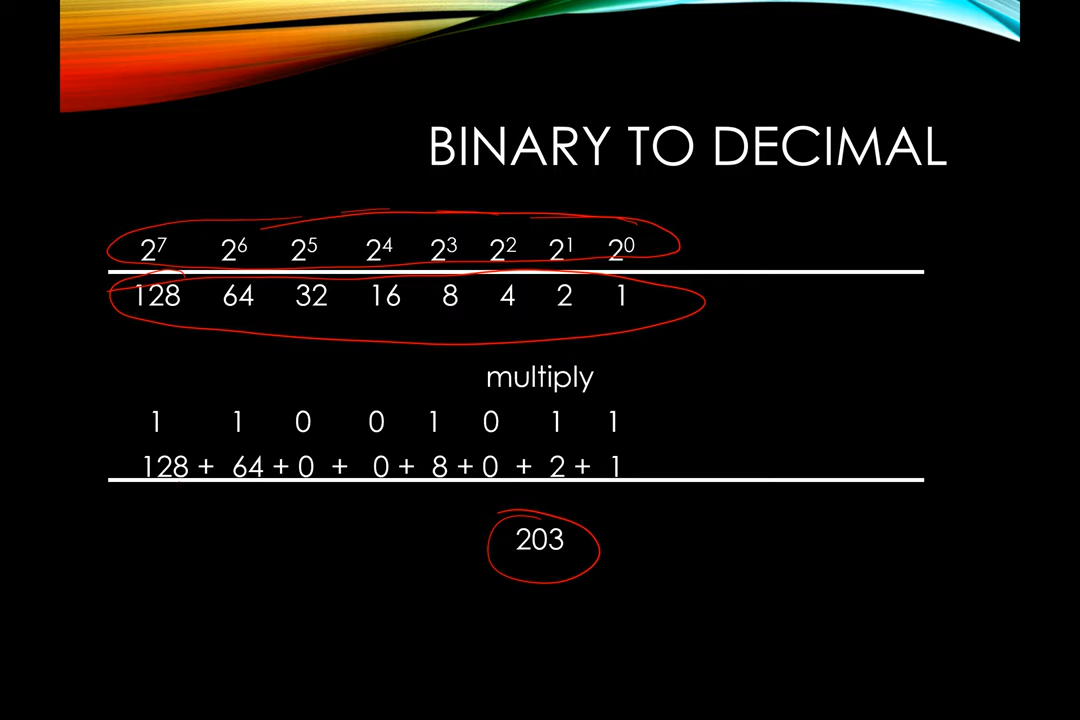 BINARY TO DECIMAL
2⁷ 2⁶ 2⁵ 2⁴ 2³ 2² 2¹ 2⁰
128 64 32 16 8 4 2 1
multiply
1 1 0 0 1 0 1 1
128 + 64 + 0 + 0 + 8 + 0 + 2 + 1
203